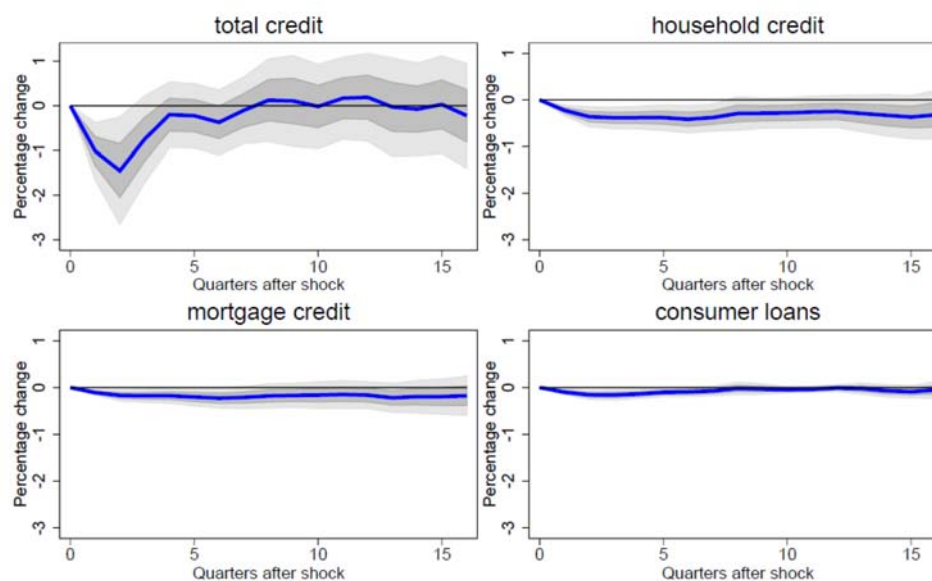 total credit
Percentage change
1
0
-1
-2
-3
0 5 10 15
Quarters after shock
household credit
Percentage change
1
0
-1
-2
-3
0 5 10 15
Quarters after shock
mortgage credit
Percentage change
1
0
-1
-2
-3
0 5 10 15
Quarters after shock
consumer loans
Percentage change
1
0
-1
-2
-3
0 5 10 15
Quarters after shock